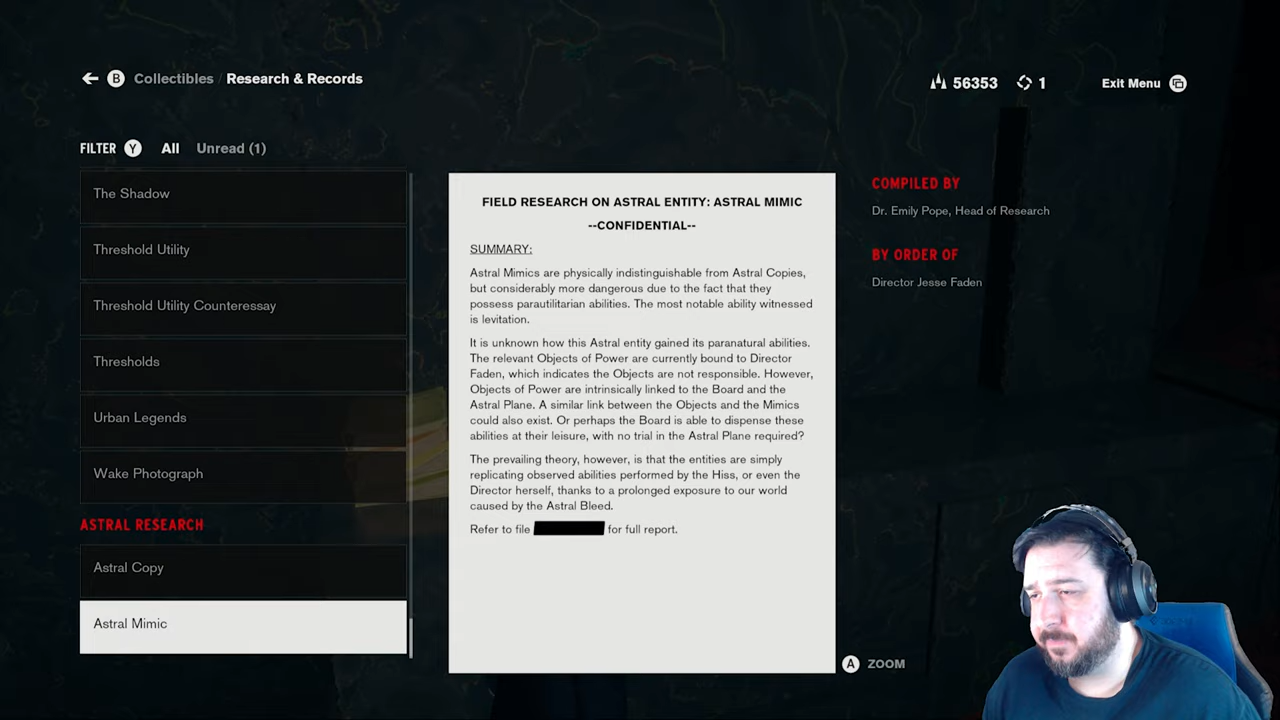 B Collectibles / Research & Records
56353 1 Exit Menu
FILTER Y All Unread (1)
The Shadow
Threshold Utility
Threshold Utility Counteressay
Thresholds
Urban Legends
Wake Photograph
ASTRAL RESEARCH
Astral Copy
Astral Mimic
FIELD RESEARCH ON ASTRAL ENTITY: ASTRAL MIMIC
--CONFIDENTIAL--
SUMMARY:
Astral Mimics are physically indistinguishable from Astral Copies,
but considerably more dangerous due to the fact that they
possess parautilitarian abilities. The most notable ability witnessed
is levitation.
It is unknown how this Astral entity gained its paranatural abilities.
The relevant Objects of Power are currently bound to Director
Faden, which indicates the Objects are not responsible. However,
Objects of Power are intrinsically linked to the Board and the
Astral Plane. A similar link between the Objects and the Mimics
could also exist. Or perhaps the Board is able to dispense these
abilities at their leisure, with no trial in the Astral Plane required?
The prevailing theory, however, is that the entities are simply
replicating observed abilities performed by the Hiss, or even the
Director herself, thanks to a prolonged exposure to our world
caused by the Astral Bleed.
Refer to file for full report.
A ZOOM
COMPILED BY
Dr. Emily Pope, Head of Research
BY ORDER OF
Director Jesse Faden